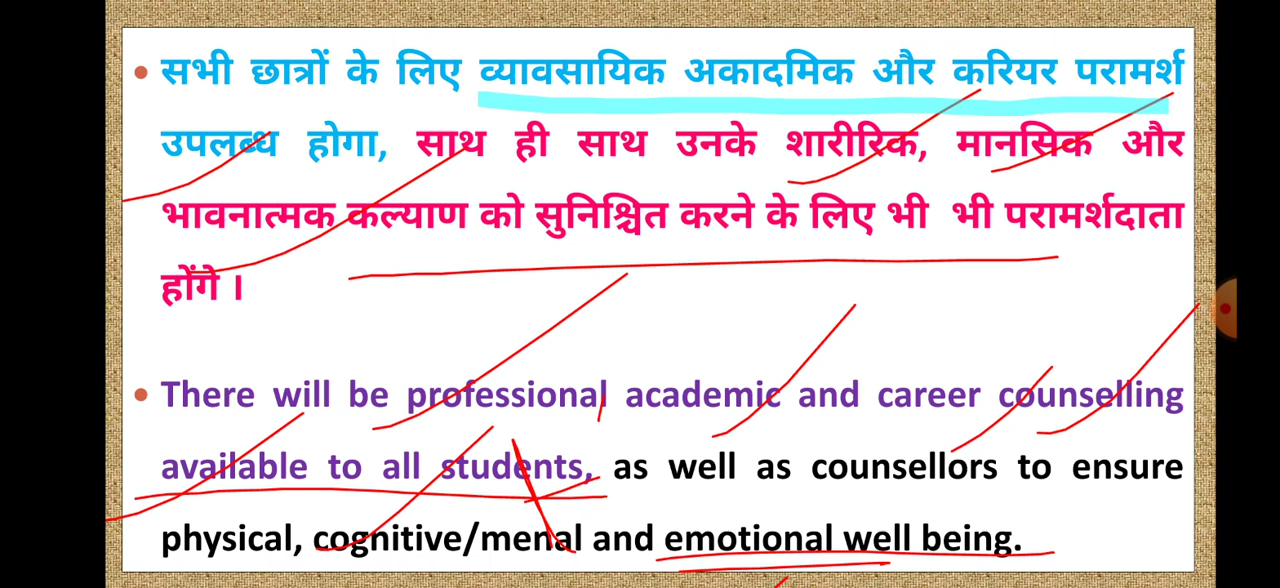 • सभी छात्रों के लिए व्यावसायिक अकादमिक और करियर परामर्श
उपलब्ध होगा, साथ ही साथ उनके शारीरिक, मानसिक और
भावनात्मक कल्याण को सुनिश्चित करने के लिए भी भी परामर्शदाता
होंगे ।
• There will be professional academic and career counselling
available to all students, as well as counsellors to ensure
physical, cognitive/menal and emotional well being.